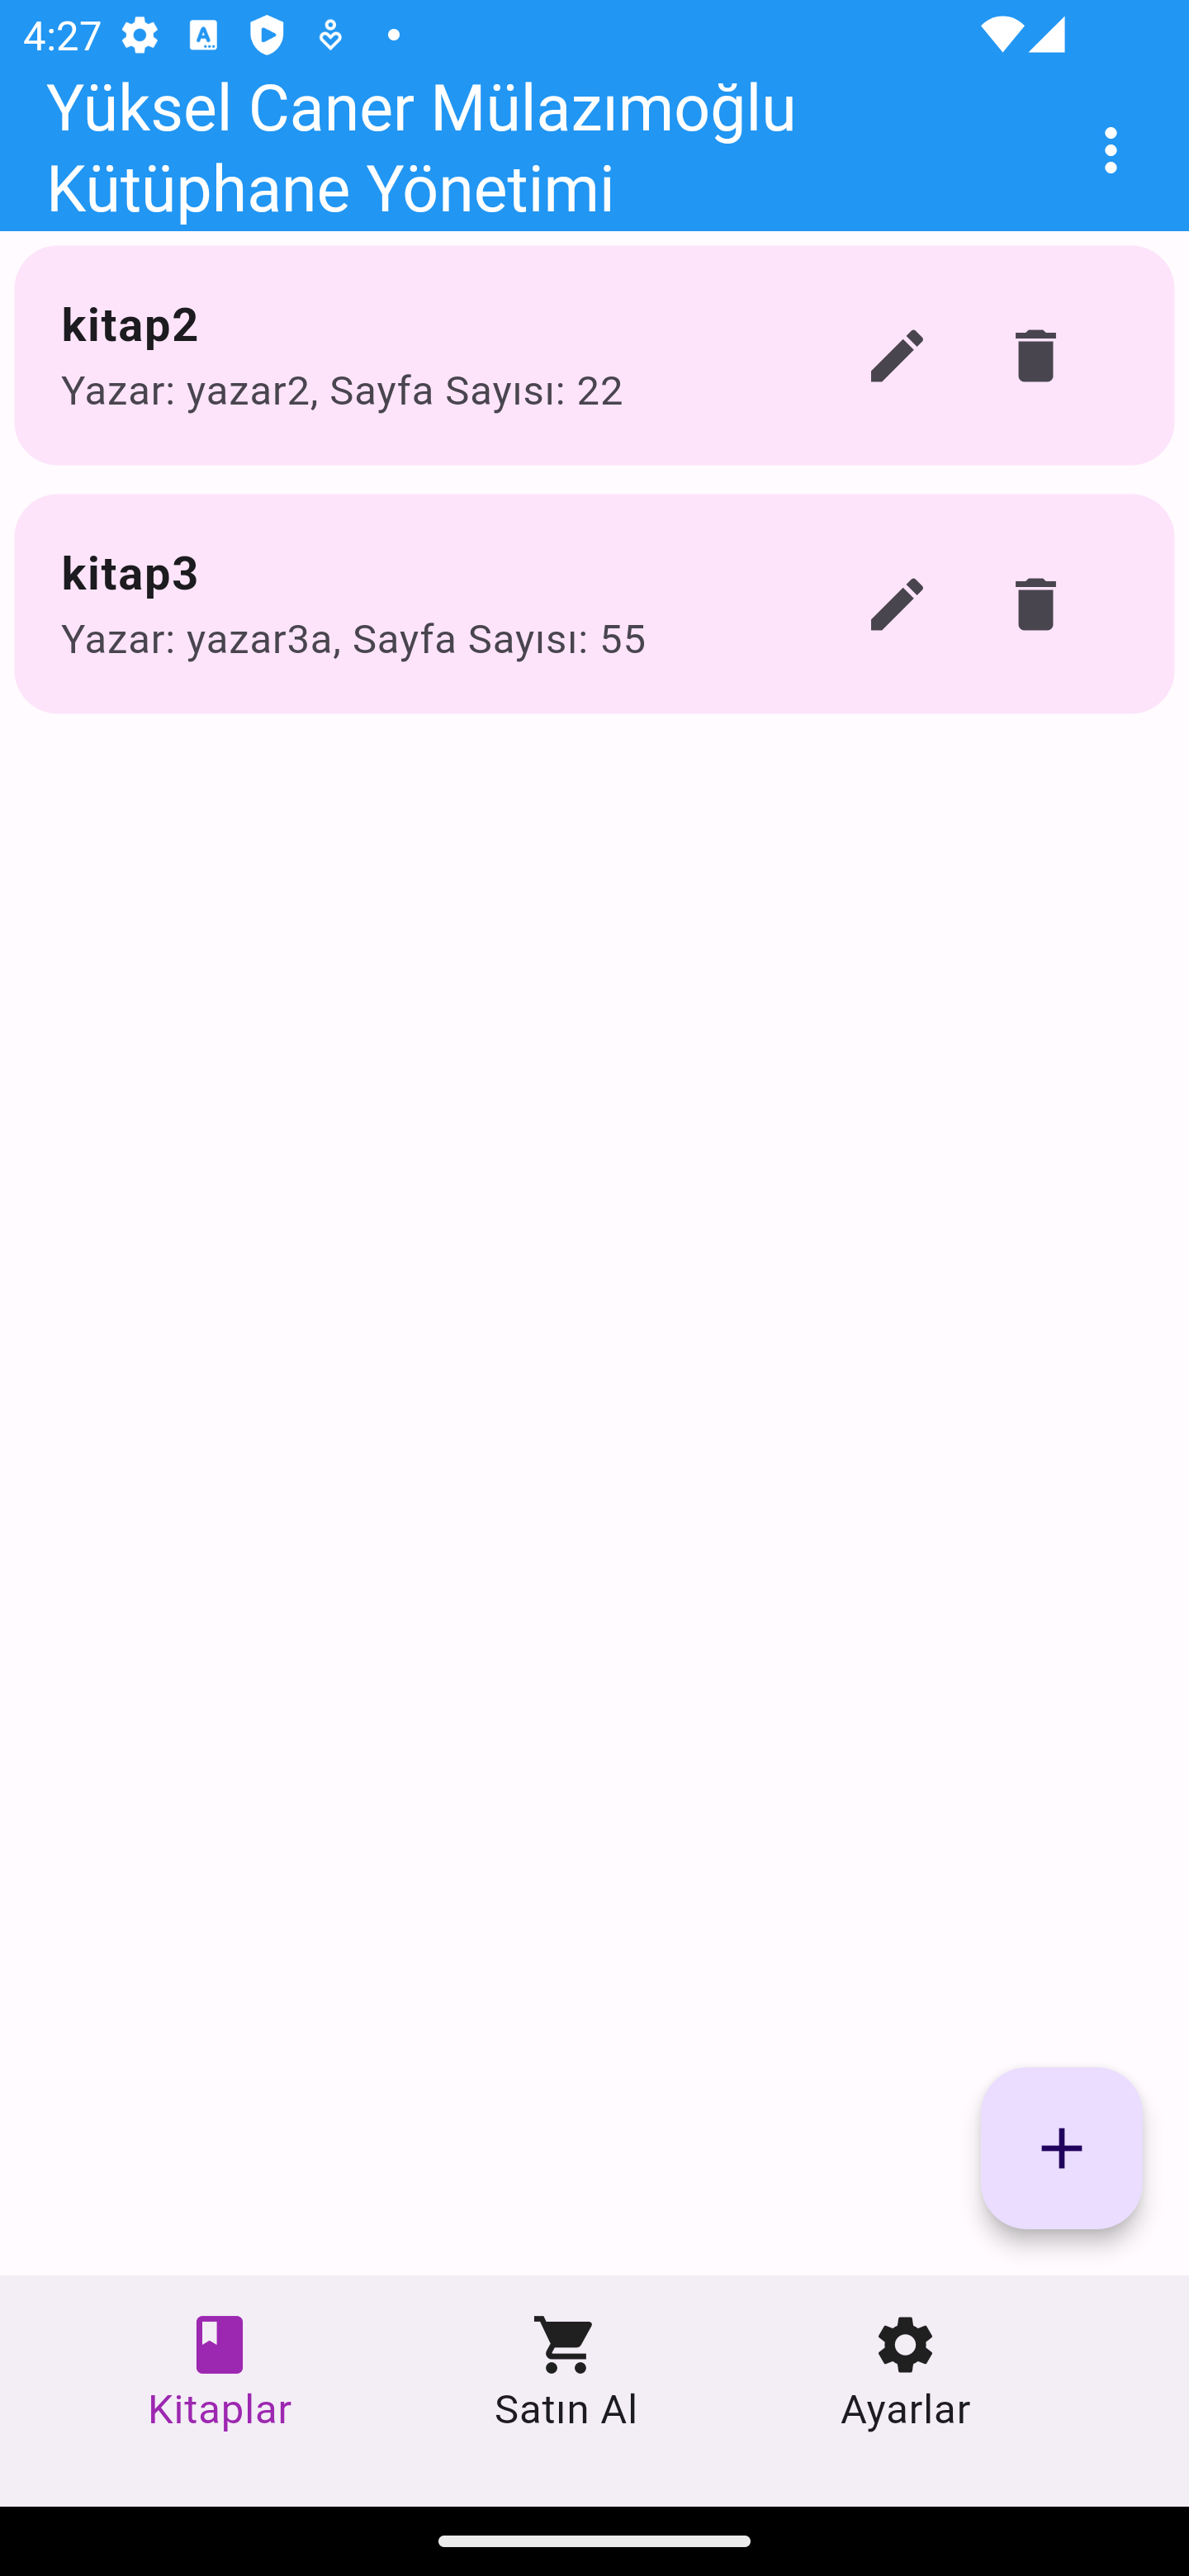 4:27
Yüksel Caner Mülazımoğlu
Kütüphane Yönetimi
kitap2
Yazar: yazar2, Sayfa Sayısı: 22
kitap3
Yazar: yazar3a, Sayfa Sayısı: 55
Kitaplar
Satın Al
Ayarlar